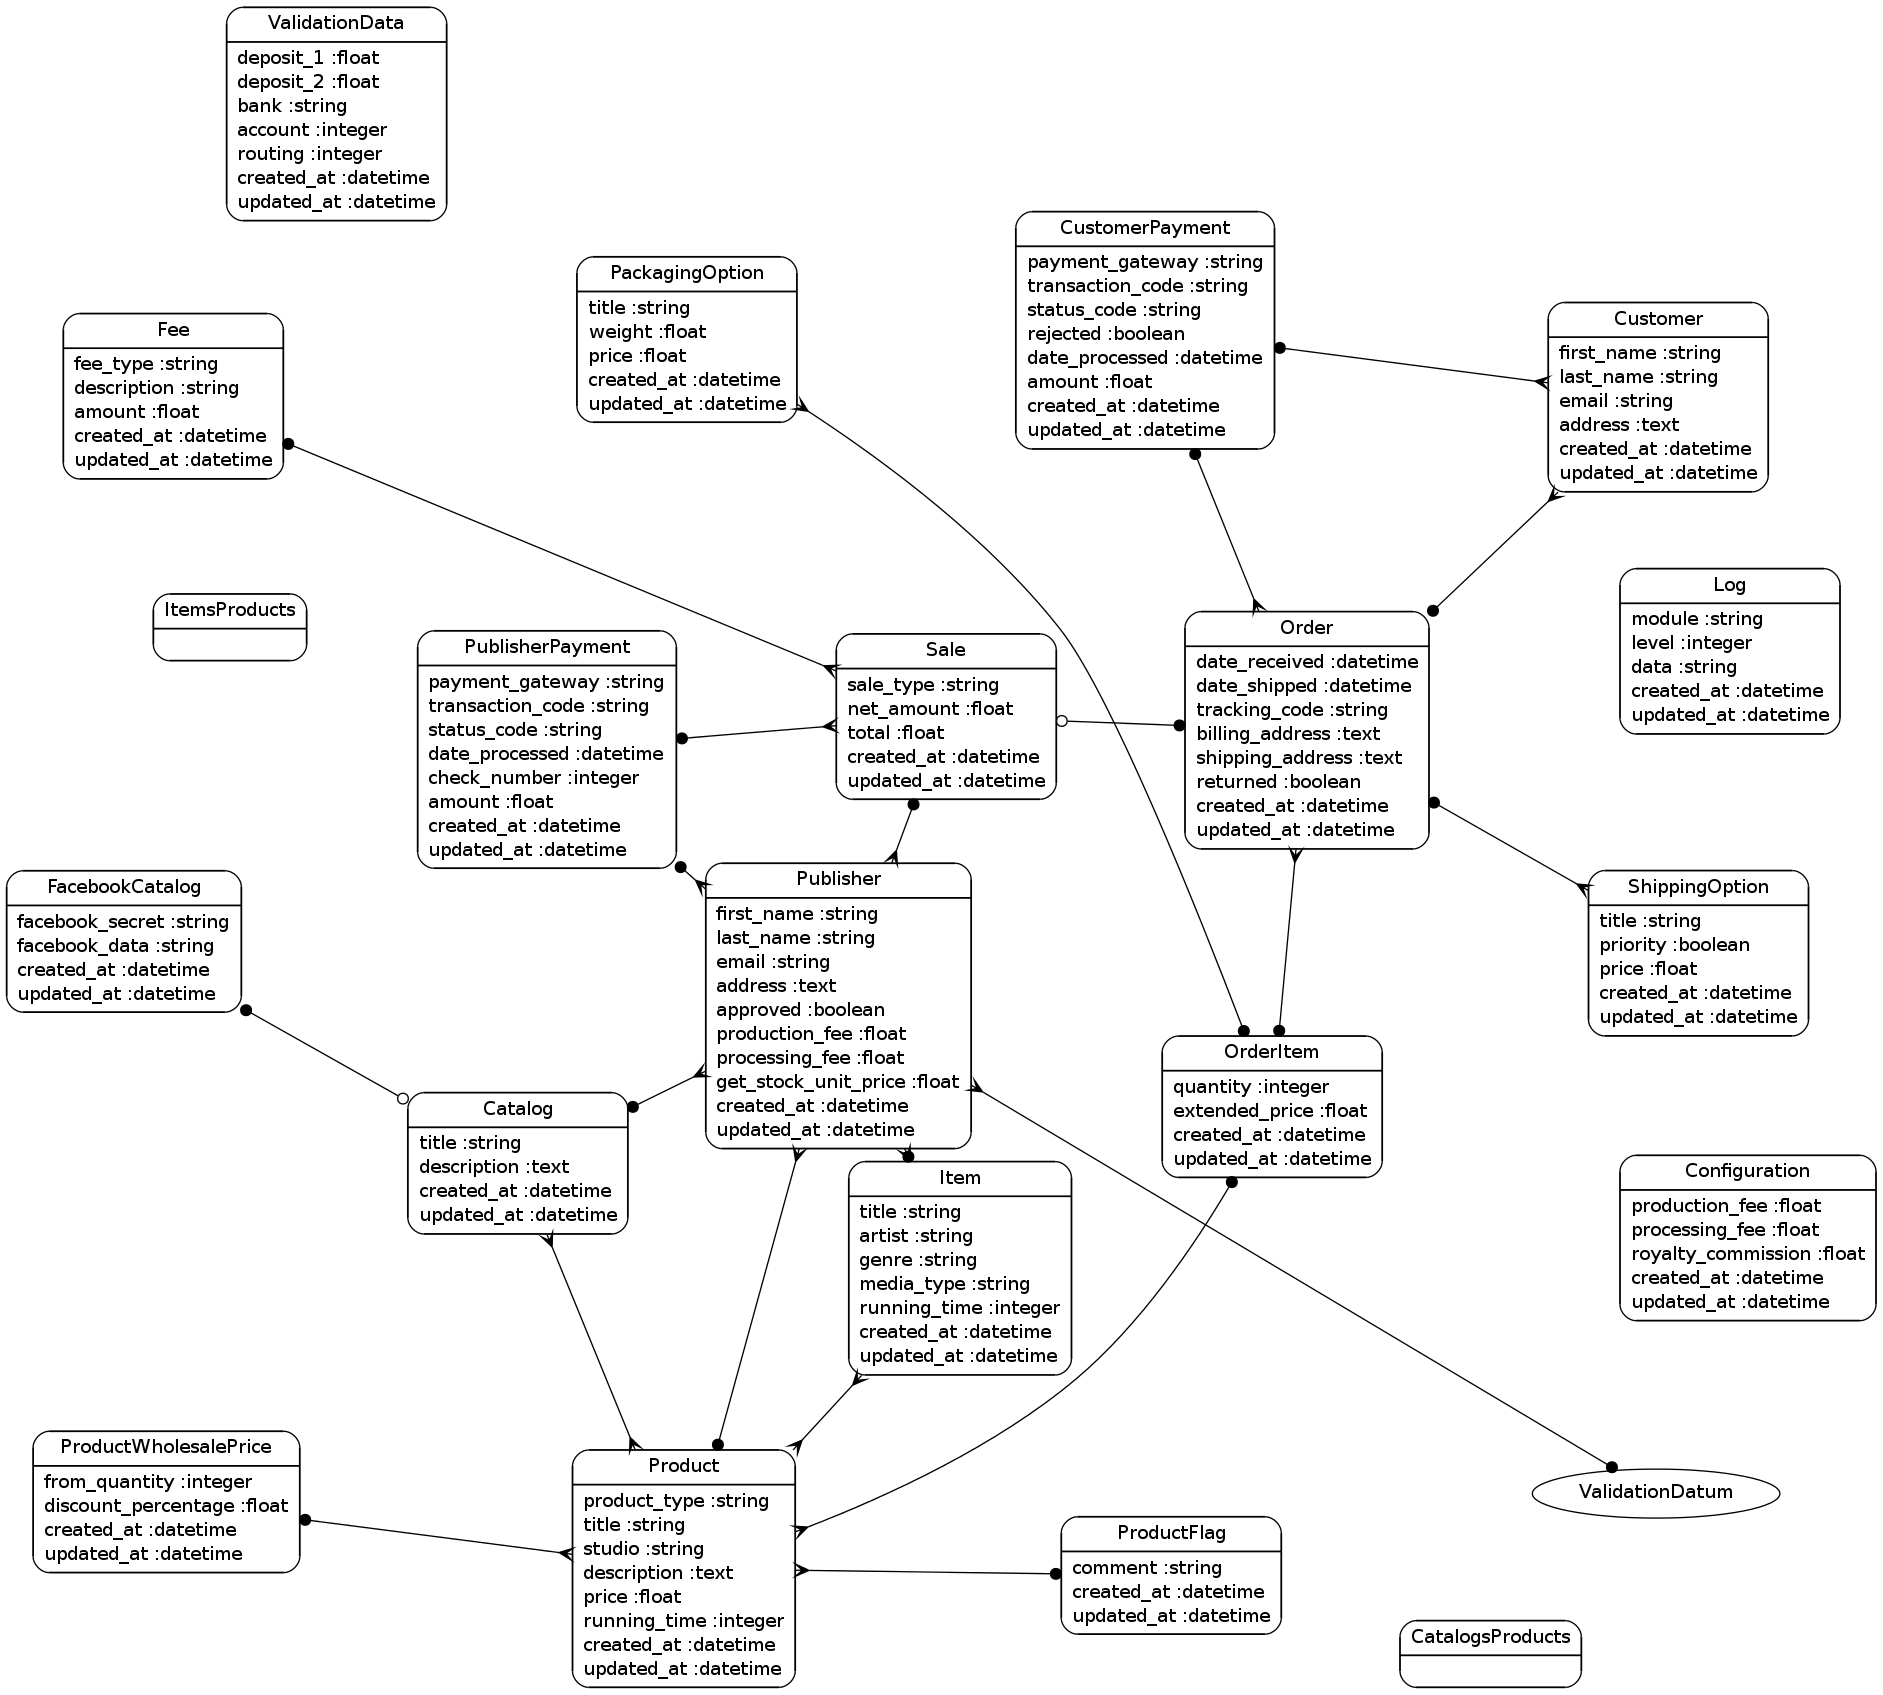 ValidationData
deposit_1 :float
deposit_2 :float
bank :string
account :integer
routing :integer
created_at :datetime
updated_at :datetime
CustomerPayment
payment_gateway :string
transaction_code :string
status_code :string
rejected :boolean
date_processed :datetime
amount :float
created_at :datetime
updated_at :datetime
PackagingOption
title :string
weight :float
price :float
created_at :datetime
updated_at :datetime
Customer
first_name :string
last_name :string
email :string
address :text
created_at :datetime
updated_at :datetime
Fee
fee_type :string
description :string
amount :float
created_at :datetime
updated_at :datetime
Log
module :string
level :integer
data :string
created_at :datetime
updated_at :datetime
ItemsProducts
Order
date_received :datetime
date_shipped :datetime
tracking_code :string
billing_address :text
shipping_address :text
returned :boolean
created_at :datetime
updated_at :datetime
PublisherPayment
payment_gateway :string
transaction_code :string
status_code :string
date_processed :datetime
check_number :integer
amount :float
created_at :datetime
updated_at :datetime
Sale
sale_type :string
net_amount :float
total :float
created_at :datetime
updated_at :datetime
Publisher
first_name :string
last_name :string
email :string
address :text
approved :boolean
production_fee :float
processing_fee :float
get_stock_unit_price :float
created_at :datetime
updated_at :datetime
FacebookCatalog
facebook_secret :string
facebook_data :string
created_at :datetime
updated_at :datetime
ShippingOption
title :string
priority :boolean
price :float
created_at :datetime
updated_at :datetime
OrderItem
quantity :integer
extended_price :float
created_at :datetime
updated_at :datetime
Catalog
title :string
description :text
created_at :datetime
updated_at :datetime
Item
title :string
artist :string
genre :string
media_type :string
running_time :integer
created_at :datetime
updated_at :datetime
Configuration
production_fee :float
processing_fee :float
royalty_commission :float
created_at :datetime
updated_at :datetime
ProductWholesalePrice
from_quantity :integer
discount_percentage :float
created_at :datetime
updated_at :datetime
Product
product_type :string
title :string
studio :string
description :text
price :float
running_time :integer
created_at :datetime
updated_at :datetime
ValidationDatum
ProductFlag
comment :string
created_at :datetime
updated_at :datetime
CatalogsProducts